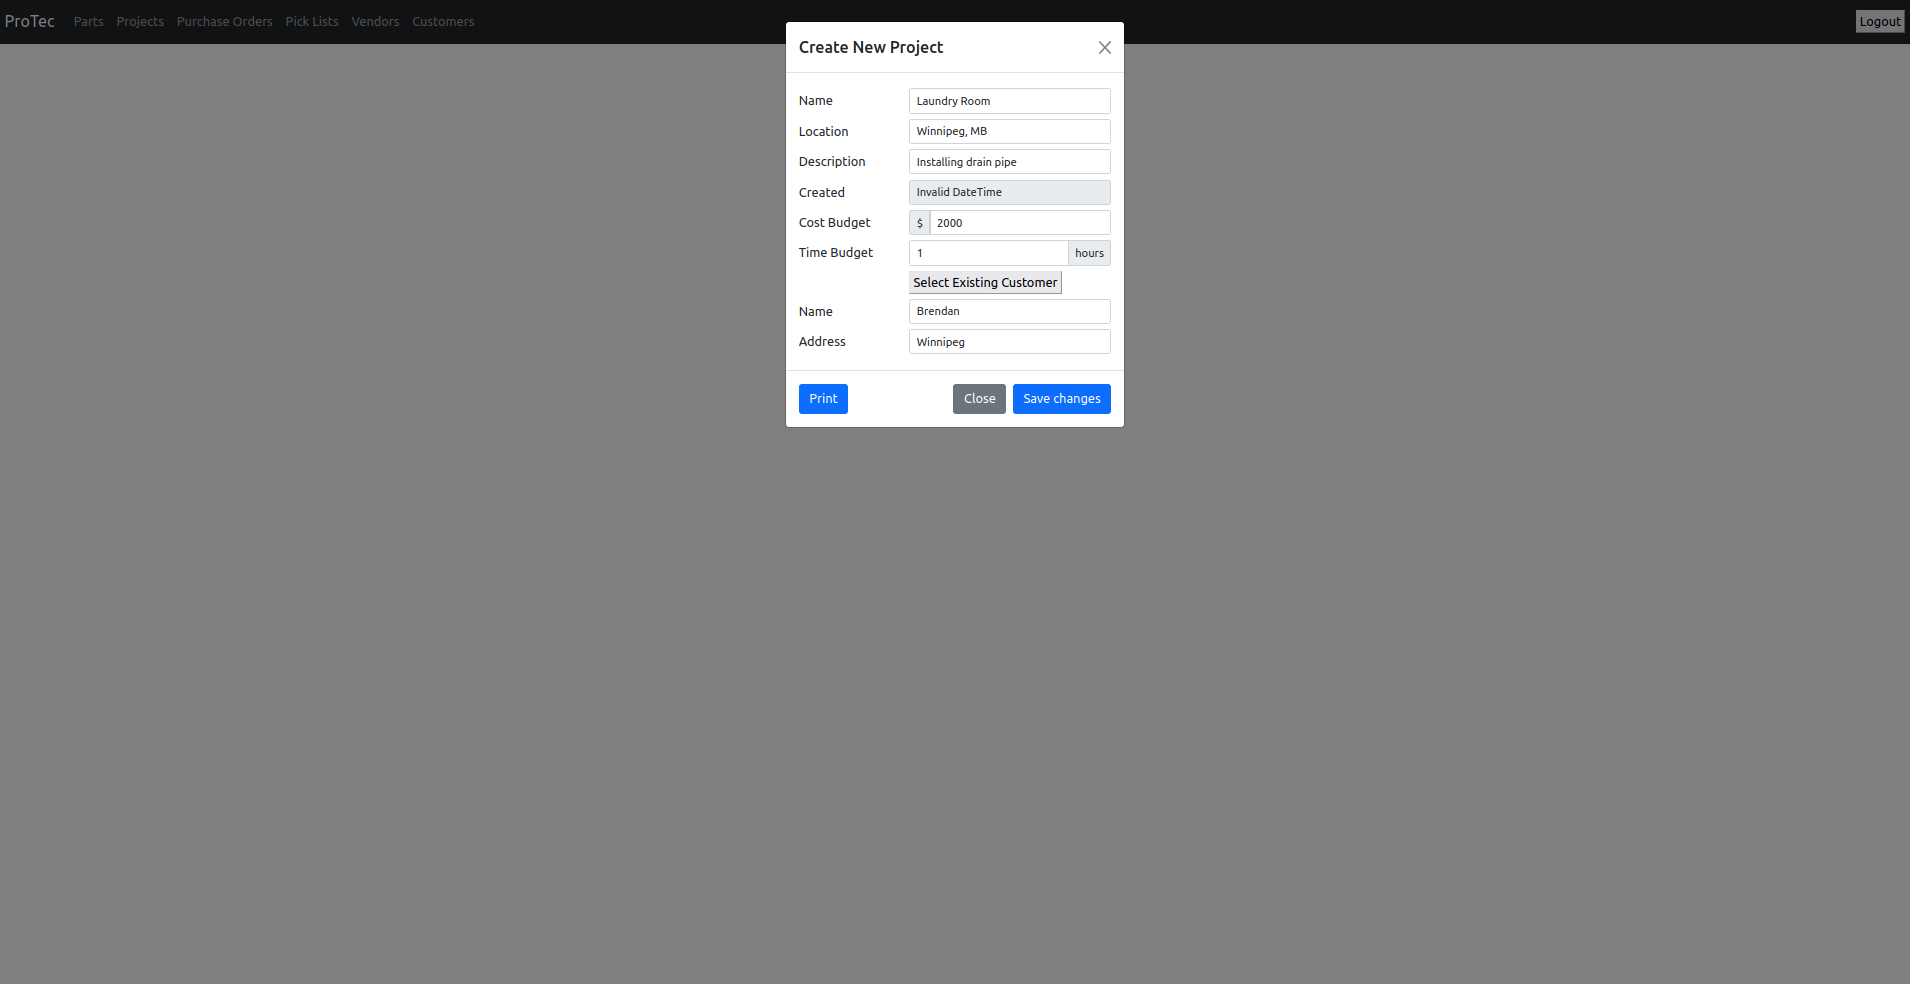 ProTec Parts Projects Purchase Orders Pick Lists Vendors Customers Logout
Create New Project
Name Laundry Room
Location Winnipeg, MB
Description Installing drain pipe
Created Invalid DateTime
Cost Budget $ 2000
Time Budget 1 hours
Select Existing Customer
Name Brendan
Address Winnipeg
Print Close Save changes